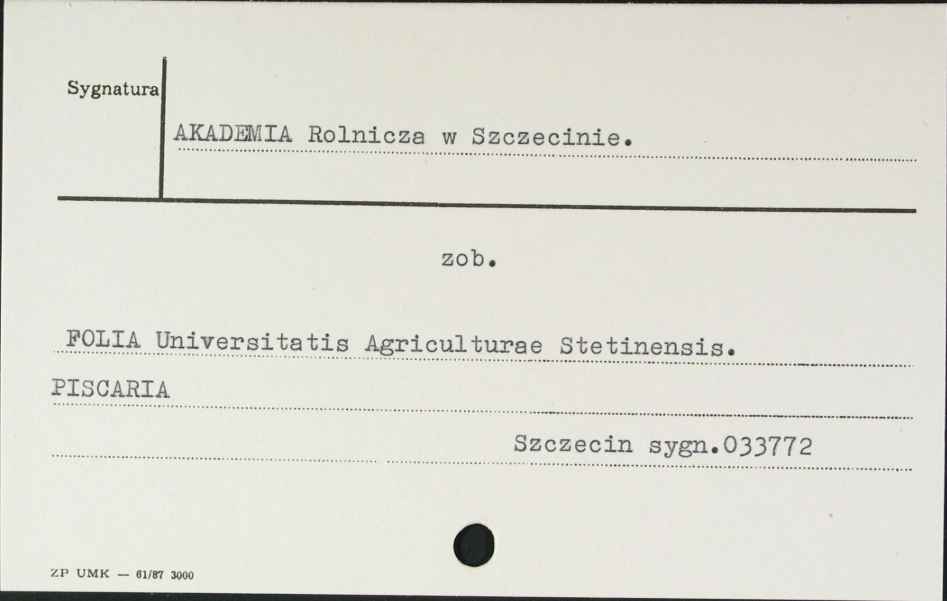 Sygnatura
AKADEMIA Rolnicza w Szczecinie.
zob.
FOLIA Universitatis Agriculturae Stetinensis.
PISCARIA
Szczecin sygn.033772
ZP UMK — 61/87 3000